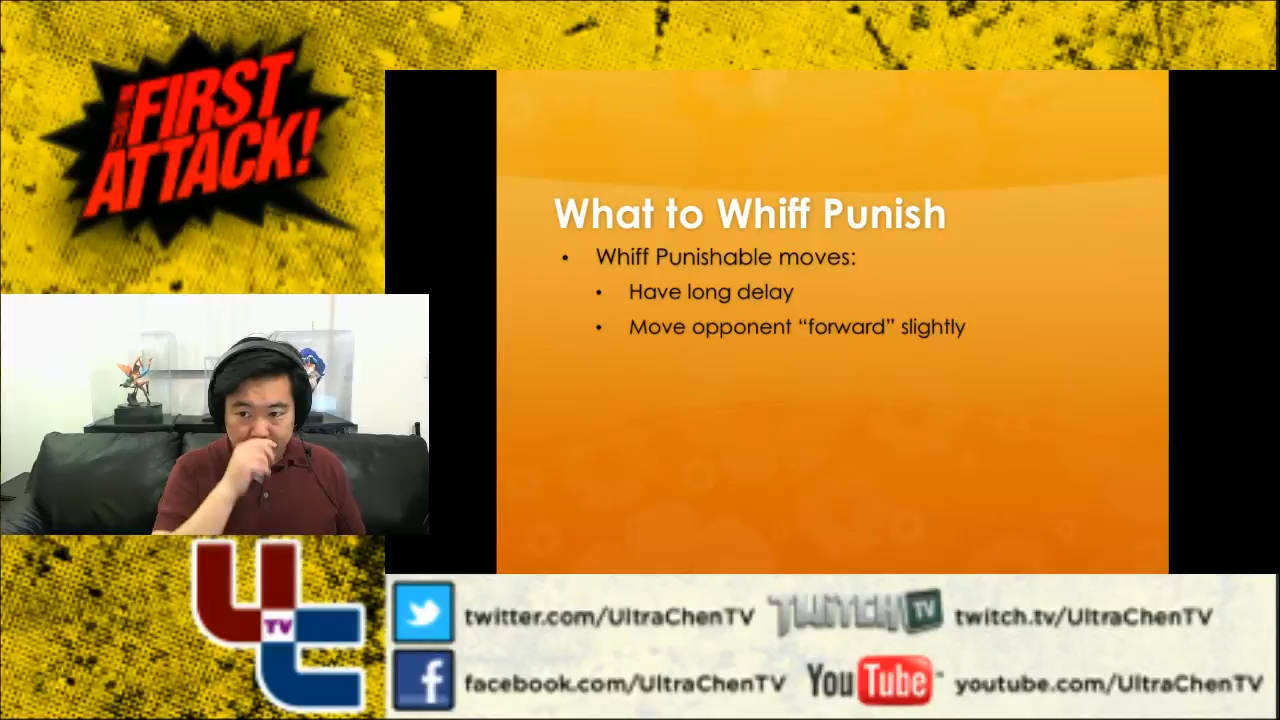 FIRST
ATTACK!
What to Whiff Punish
• Whiff Punishable moves:
• Have long delay
• Move opponent “forward” slightly
UC
TV
twitter.com/UltraChenTV
TWITCH TV
twitch.tv/UltraChenTV
facebook.com/UltraChenTV
YouTube
youtube.com/UltraChenTV